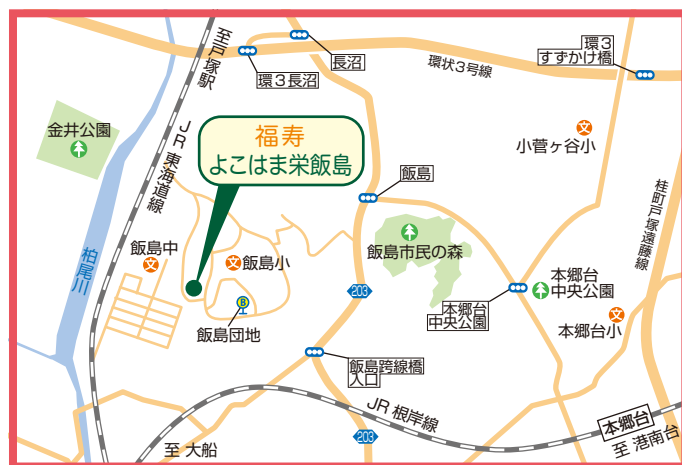 至戸塚駅
長沼
環3長沼
環状3号線
環3
すずかけ橋
金井公園
JR東海道線
福寿
よこはま栄飯島
小菅ヶ谷小
飯島
桂町戸塚遠藤線
柏尾川
飯島中
飯島小
飯島市民の森
203
本郷台
中央公園
本郷台
中央公園
B
飯島団地
本郷台小
飯島跨線橋
入口
JR根岸線
203
本郷台
至 大船
至 港南台
文
文
文
文